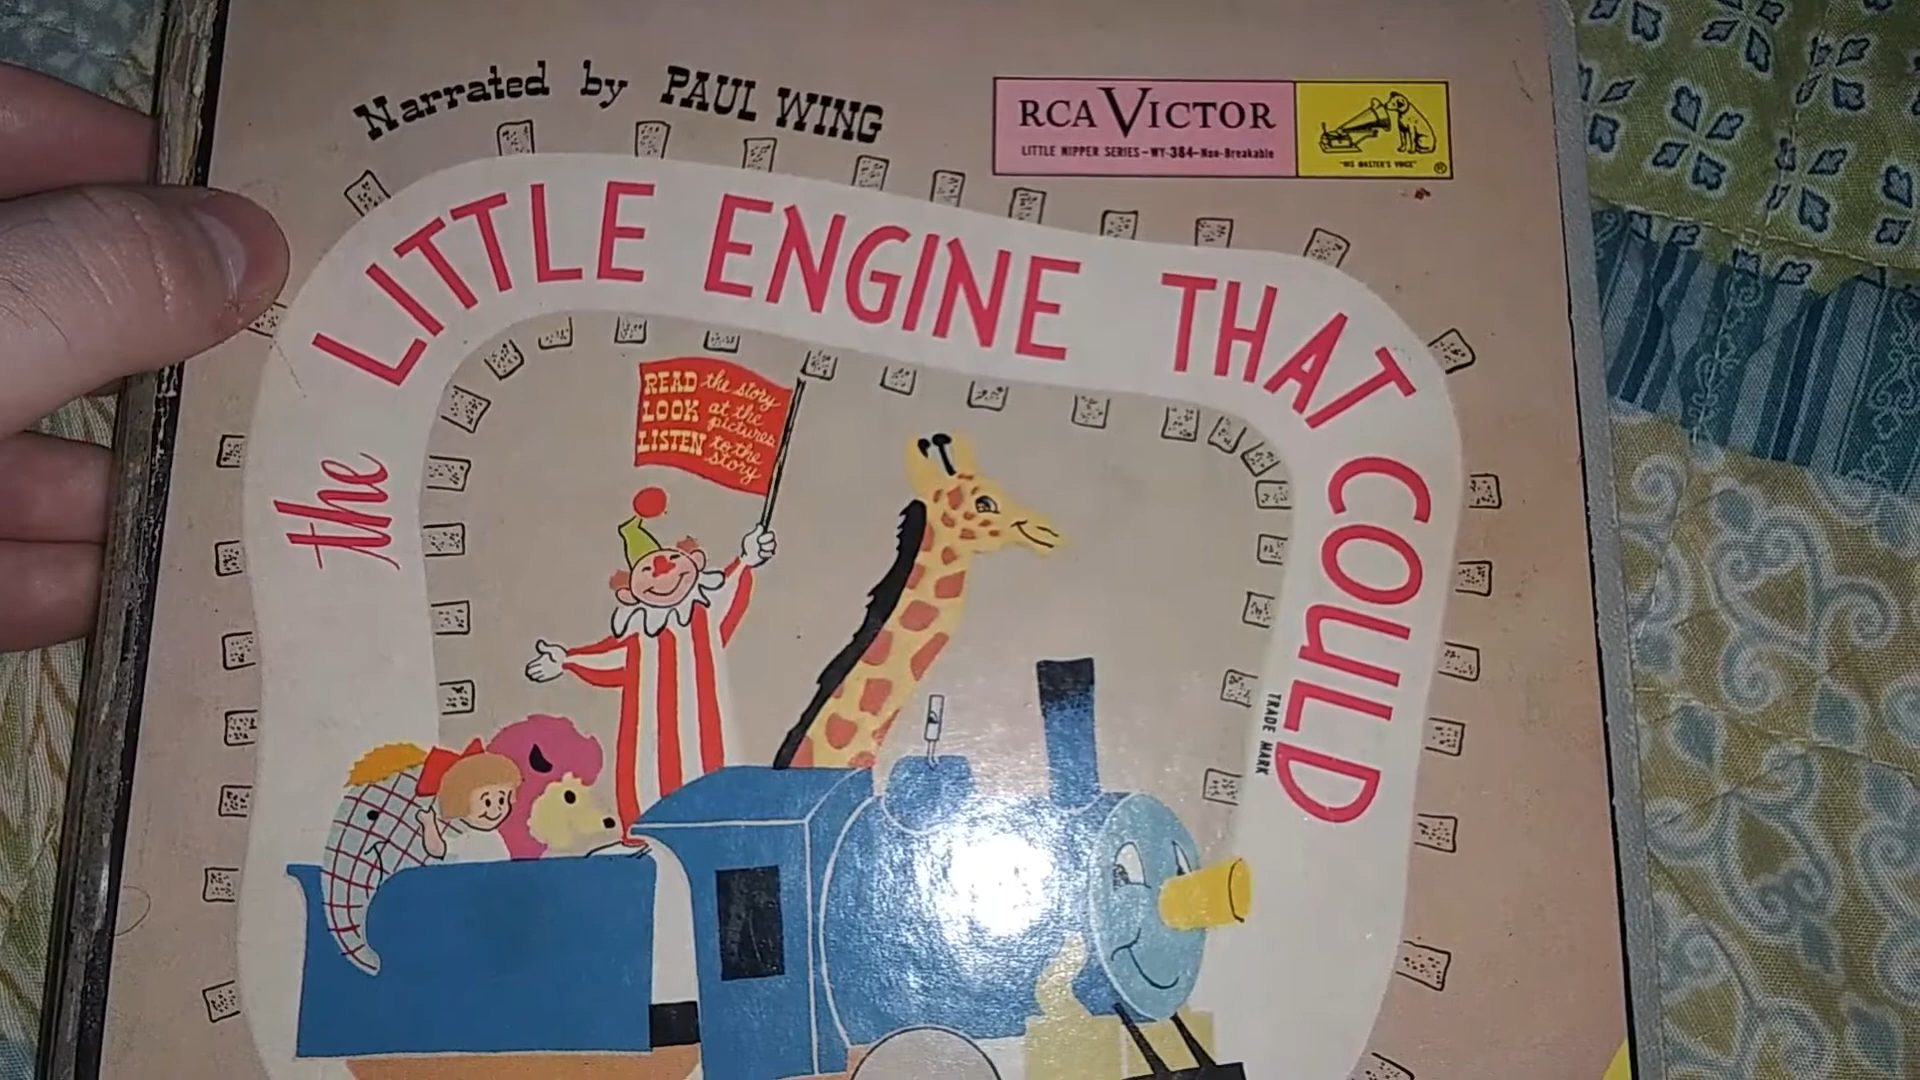 Narrated by PAUL WING
RCA VICTOR
LITTLE NIPPER SERIES-WY-384-Non-Breakable
"HIS MASTER'S VOICE"
®
the LITTLE ENGINE THAT COULD
TRADE MARK
READ the story
LOOK at the pictures
LISTEN to the story